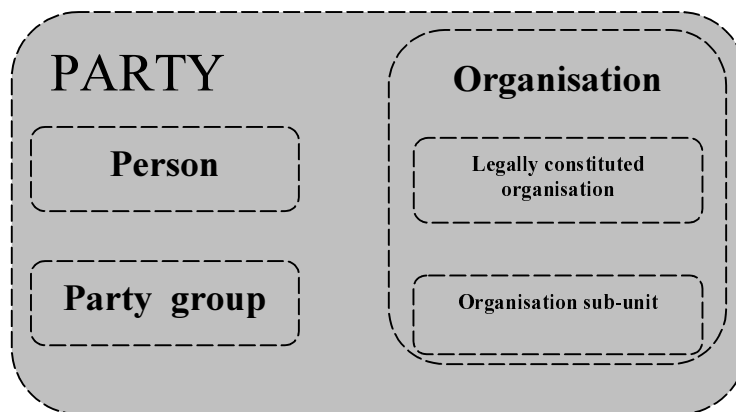 PARTY
Person
Party group
Organisation
Legally constituted
organisation
Organisation sub-unit